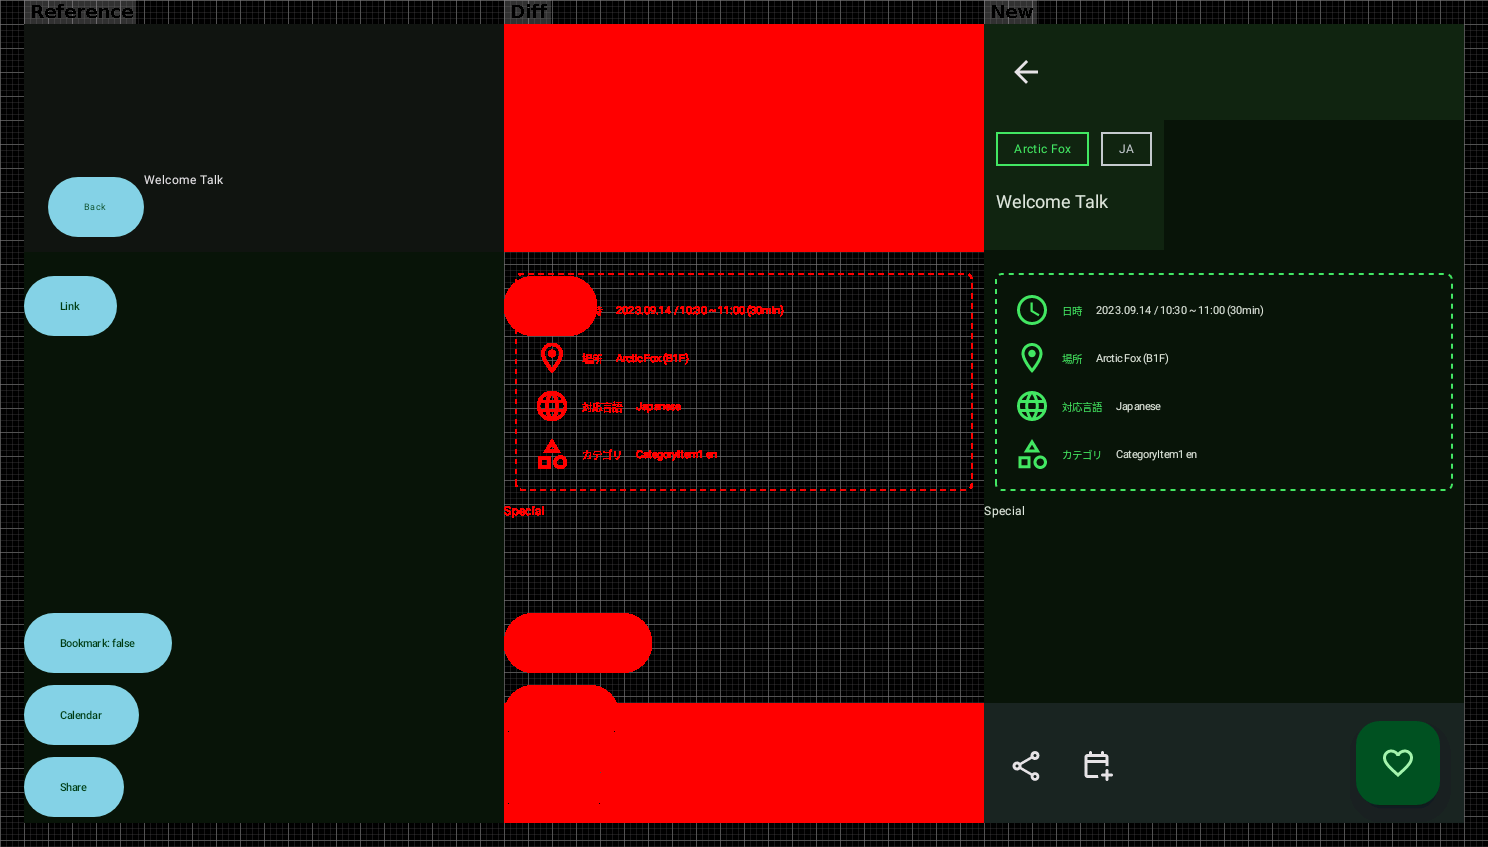 Reference
Diff
New
Welcome Talk
Back
Link
Bookmark: false
Calendar
Share
2023.09.14 / 10:30 ~ 11:00 (30min)
場所 Arctic Fox (B1F)
対応言語 Japanese
カテゴリ CategoryItem1 en
Special
Arctic Fox JA
Welcome Talk
日時 2023.09.14 / 10:30 ~ 11:00 (30min)
場所 Arctic Fox (B1F)
対応言語 Japanese
カテゴリ CategoryItem1 en
Special